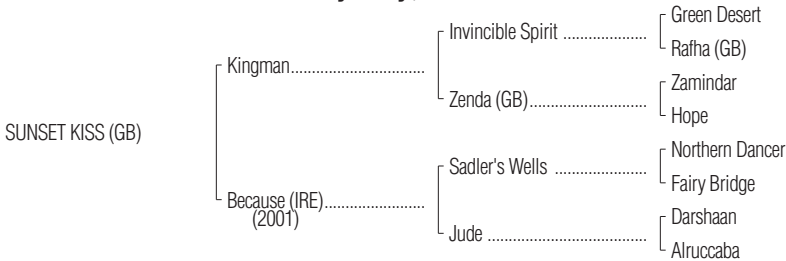 Green Desert
Invincible Spirit ....................
Rafha (GB)
Kingman................................
Zamindar
Zenda (GB)............................
Hope
SUNSET KISS (GB)
Northern Dancer
Sadler's Wells ......................
Fairy Bridge
Because (IRE)........................
(2001)
Darshaan
Jude ......................................
Alruccaba